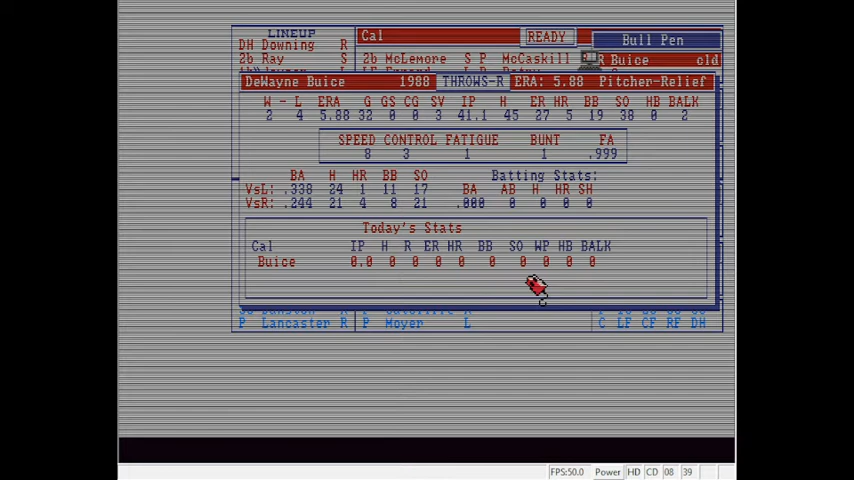 LINEUP Cal READY Bull Pen
DH Downing R
2b Ray S 2b McLemore S P McCaskill R Buice cld
DeWayne Buice 1988 THROWS-R ERA: 5.88 Pitcher-Relief
W - L ERA G GS CG SV IP H ER HR BB SO HB BALK
2 4 5.88 32 0 0 3 41.1 45 27 5 19 38 0 2
SPEED CONTROL FATIGUE BUNT FA
8 3 1 1 .999
BA H HR BB SO Batting Stats:
VsL: .338 24 1 11 17 BA AB H HR SH
VsR: .244 21 4 8 21 .000 0 0 0 0
Today's Stats
Cal IP H R ER HR BB SO WP HB BALK
Buice 0.0 0 0 0 0 0 0 0 0 0
P Lancaster R P Moyer L C LF CF RF DH
FPS:50.0 Power HD CD 08 39